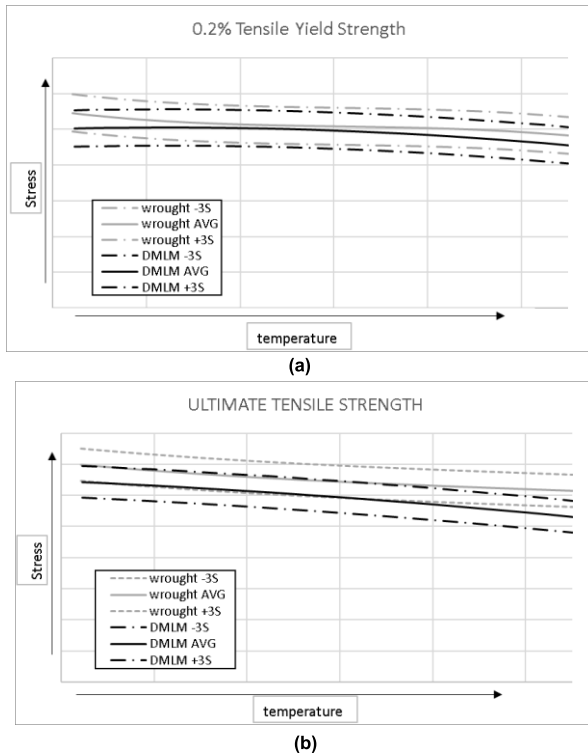 0.2% Tensile Yield Strength
Stress
wrought -3S
wrought AVG
wrought +3S
DMLM -3S
DMLM AVG
DMLM +3S
temperature
(a)
ULTIMATE TENSILE STRENGTH
Stress
wrought -3S
wrought AVG
wrought +3S
DMLM -3S
DMLM AVG
DMLM +3S
temperature
(b)